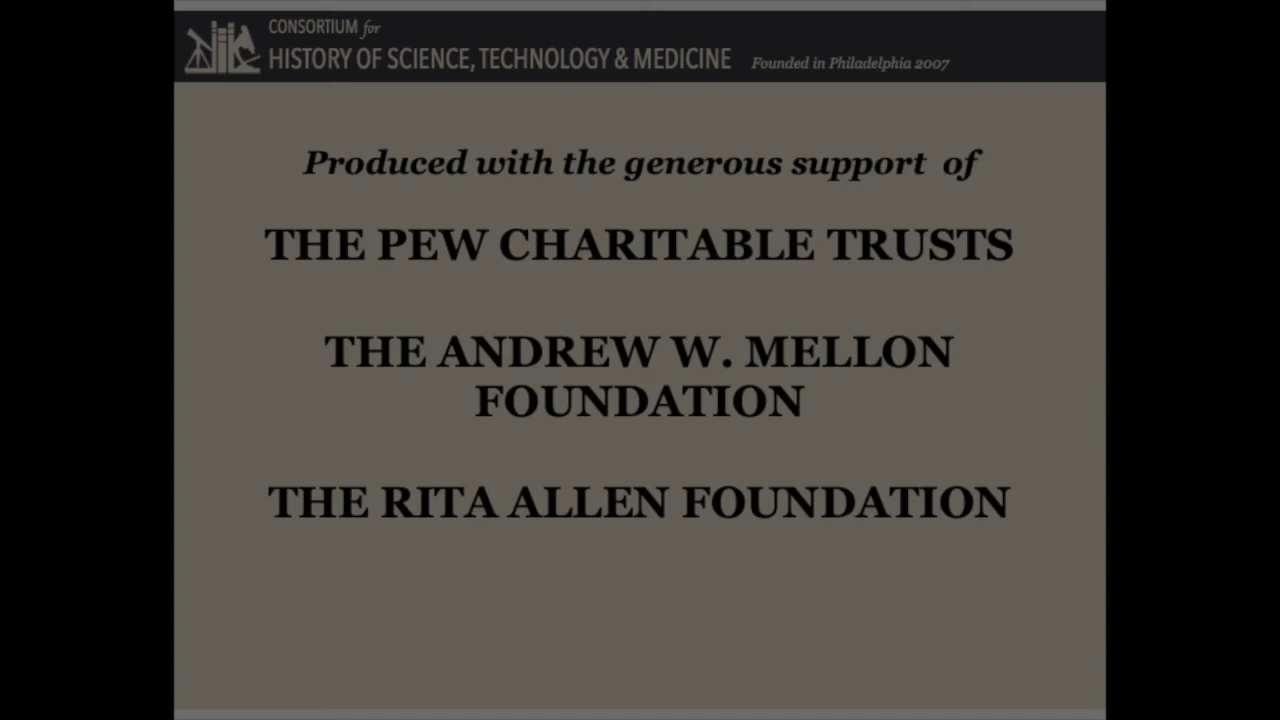 CONSORTIUM for
HISTORY OF SCIENCE, TECHNOLOGY & MEDICINE Founded in Philadelphia 2007
Produced with the generous support of
THE PEW CHARITABLE TRUSTS
THE ANDREW W. MELLON
FOUNDATION
THE RITA ALLEN FOUNDATION